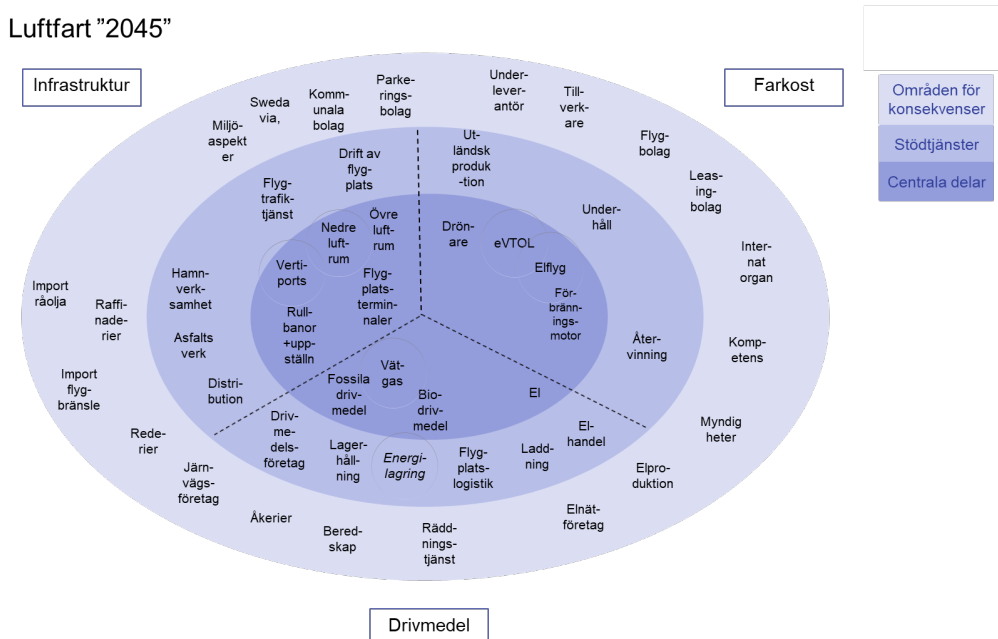 Luftfart ”2045”
Infrastruktur
Farkost
Områden för
konsekvenser
Stödtjänster
Centrala delar
Miljö-
aspekt
er
Sweda
via,
Komm-
unala
bolag
Parke-
rings-
bolag
Under-
lever-
antör
Till-
verk-
are
Flyg-
bolag
Leas-
ing-
bolag
Inter-
nat
organ
Komp-
etens
Myndig
heter
Elpro-
duktion
Elnät-
företag
Rädd-
nings-
tjänst
Bered-
skap
Åkerier
Järn-
vägs-
företag
Rede-
rier
Import
flyg-
bränsle
Raffi-
nade-
rier
Import
råolja
Flyg-
trafik-
tjänst
Drift av
flyg-
plats
Ut-
ländsk
produk
-tion
Under-
håll
Åter-
vinning
El-
handel
Ladd-
ning
Flyg-
plats-
logistik
Energi-
lagring
Lager-
håll-
ning
Driv-
me-
dels-
företag
Distri-
bution
Asfalts
verk
Hamn-
verk-
samhet
Verti-
ports
Nedre
luft-
rum
Övre
luft-
rum
Flyg-
plats-
termin-
naler
Rull-
banor
+upp-
ställn
Drön-
are
eVTOL
Elflyg
För-
bränn-
ings-
motor
Fossila
driv-
medel
Vät-
gas
Bio-
driv-
medel
El
Drivmedel